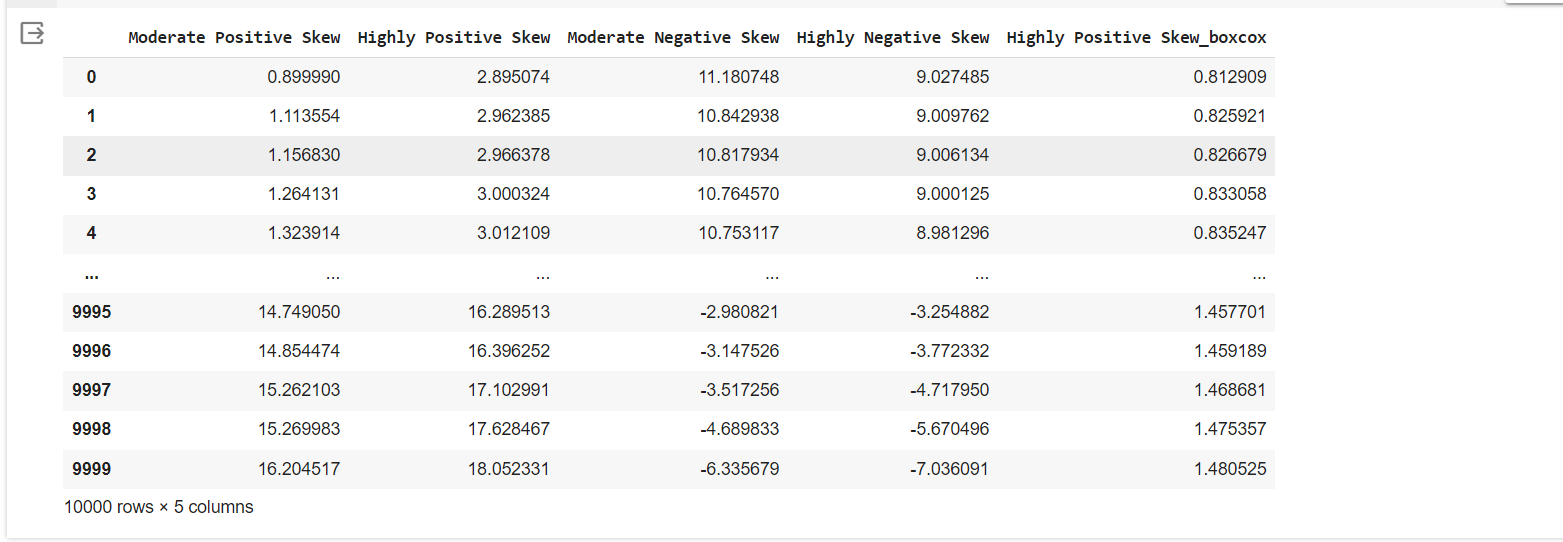 Moderate Positive Skew Highly Positive Skew Moderate Negative Skew Highly Negative Skew Highly Positive Skew_boxcox
0 0.899990 2.895074 11.180748 9.027485 0.812909
1 1.113554 2.962385 10.842938 9.009762 0.825921
2 1.156830 2.966378 10.817934 9.006134 0.826679
3 1.264131 3.000324 10.764570 9.000125 0.833058
4 1.323914 3.012109 10.753117 8.981296 0.835247
... ... ... ... ... ...
9995 14.749050 16.289513 -2.980821 -3.254882 1.457701
9996 14.854474 16.396252 -3.147526 -3.772332 1.459189
9997 15.262103 17.102991 -3.517256 -4.717950 1.468681
9998 15.269983 17.628467 -4.689833 -5.670496 1.475357
9999 16.204517 18.052331 -6.335679 -7.036091 1.480525
10000 rows × 5 columns